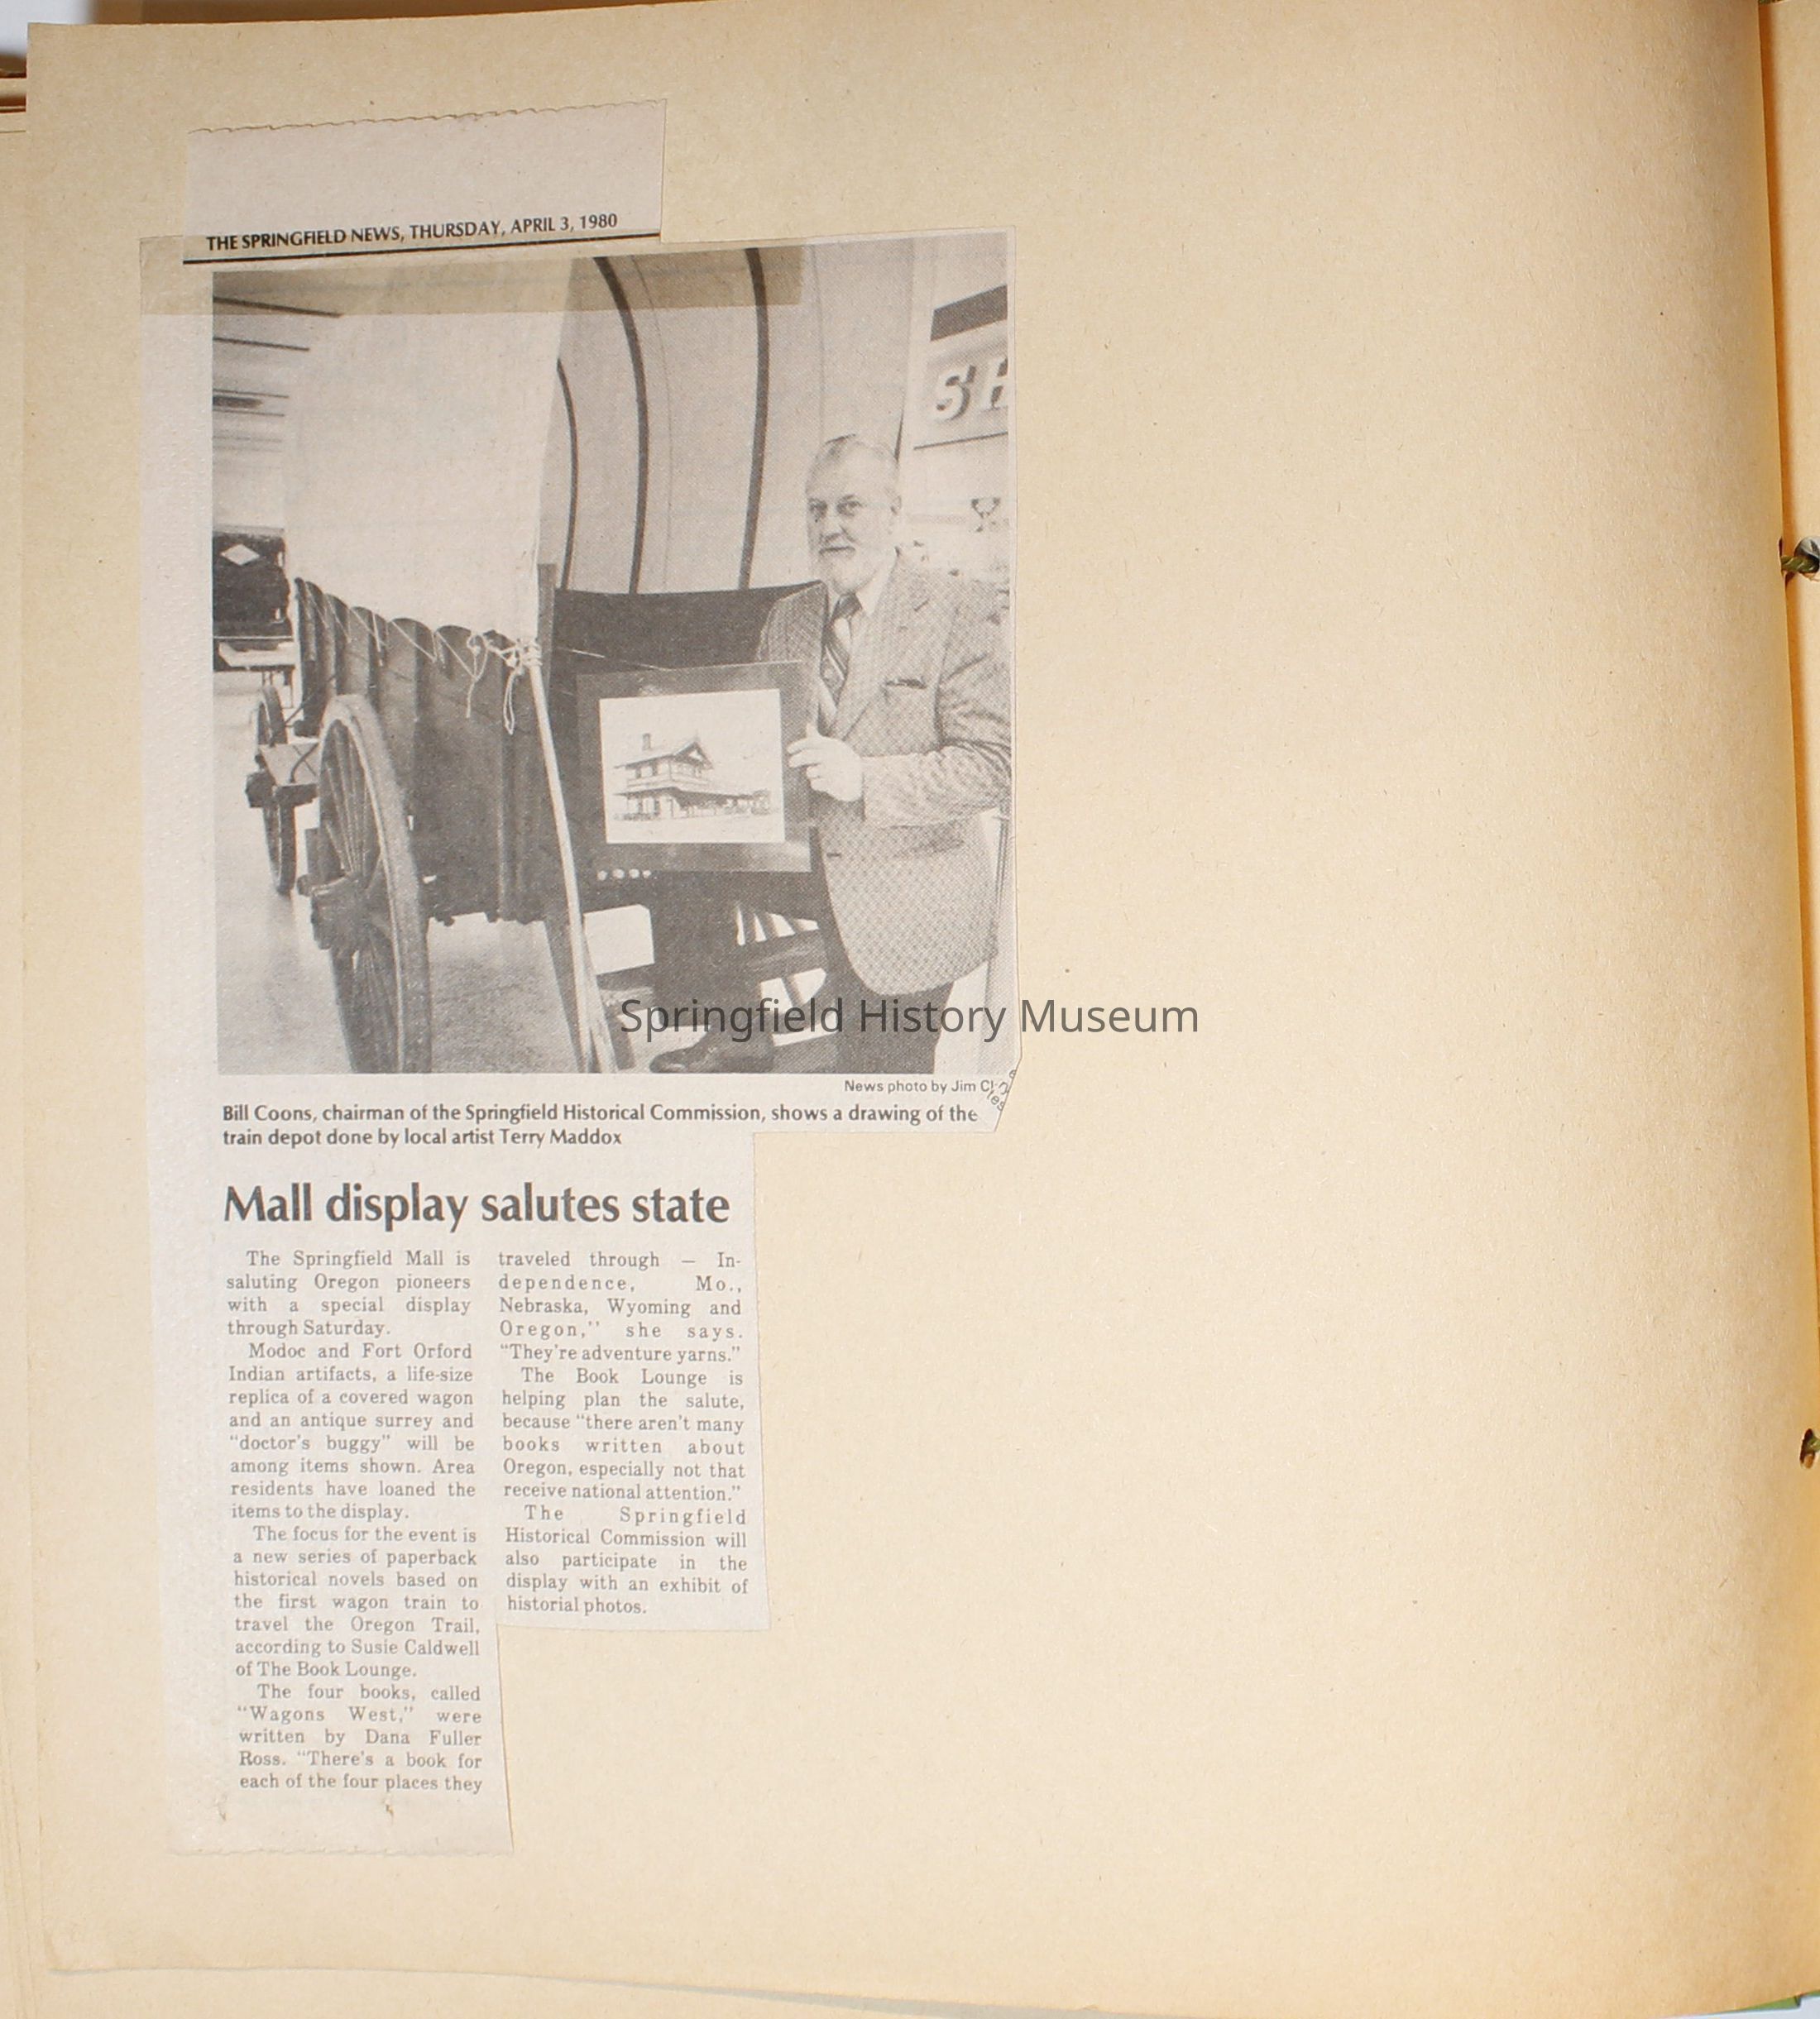 THE SPRINGFIELD NEWS, THURSDAY, APRIL 3, 1980
SH
Springfield History Museum
News photo by Jim
Bill Coons, chairman of the Springfield Historical Commission, shows a drawing of the
train depot done by local artist Terry Maddox
Mall display salutes state
The Springfield Mall is
saluting Oregon pioneers
with a special display
through Saturday.
Modoc and Fort Orford
Indian artifacts, a life-size
replica of a covered wagon
and an antique surrey and
"doctor's buggy" will be
among items shown. Area
residents have loaned the
items to the display.
The focus for the event is
a new series of paperback
historical novels based on
the first wagon train to
travel the Oregon Trail,
according to Susie Caldwell
of The Book Lounge.
The four books, called
"Wagons West," were
written by Dana Fuller
Ross. "There's a book for
each of the four places they
traveled through — In-
dependence, Mo.,
Nebraska, Wyoming and
Oregon,'' she says.
"They're adventure yarns."
The Book Lounge is
helping plan the salute,
because "there aren't many
books written about
Oregon, especially not that
receive national attention."
The Springfield
Historical Commission will
also participate in the
display with an exhibit of
historial photos.